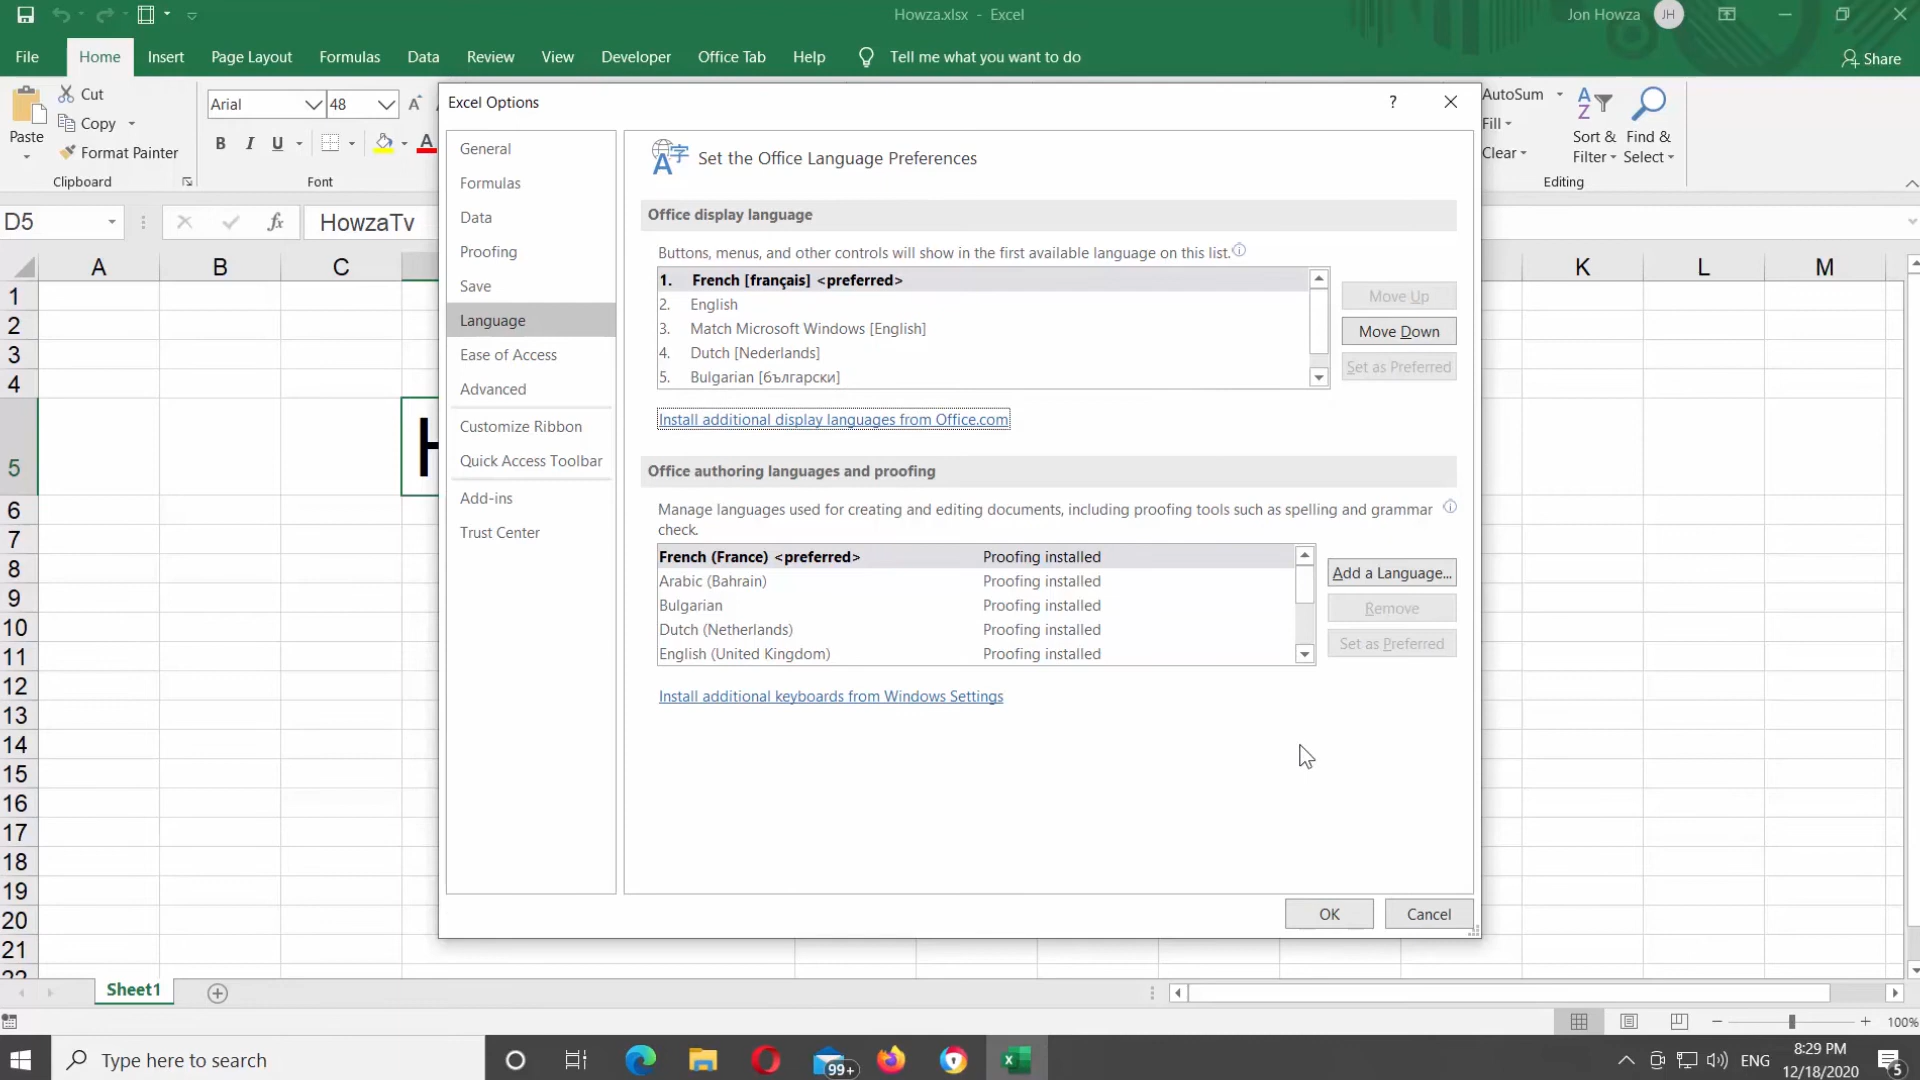 Howza.xlsx - Excel
Jon Howza
JH
File
Home
Insert
Page Layout
Formulas
Data
Review
View
Developer
Office Tab
Help
Tell me what you want to do
Share
Paste
Cut
Copy
Format Painter
Clipboard
Arial
48
B I U
Font
AutoSum
Fill
Clear
Sort & Filter
Find & Select
Editing
D5
fx
HowzaTv
A B C K L M
1
2
3
4
5
6
7
8
9
10
11
12
13
14
15
16
17
18
19
20
21
22
H
Excel Options
?
General
Formulas
Data
Proofing
Save
Language
Ease of Access
Advanced
Customize Ribbon
Quick Access Toolbar
Add-ins
Trust Center
Set the Office Language Preferences
Office display language
Buttons, menus, and other controls will show in the first available language on this list.
1. French [français] <preferred>
2. English
3. Match Microsoft Windows [English]
4. Dutch [Nederlands]
5. Bulgarian [български]
Move Up
Move Down
Set as Preferred
Install additional display languages from Office.com
Office authoring languages and proofing
Manage languages used for creating and editing documents, including proofing tools such as spelling and grammar
check.
French (France) <preferred> Proofing installed
Arabic (Bahrain) Proofing installed
Bulgarian Proofing installed
Dutch (Netherlands) Proofing installed
English (United Kingdom) Proofing installed
Add a Language...
Remove
Set as Preferred
Install additional keyboards from Windows Settings
OK
Cancel
Sheet1
100%
Type here to search
99+
ENG
8:29 PM
12/18/2020
5